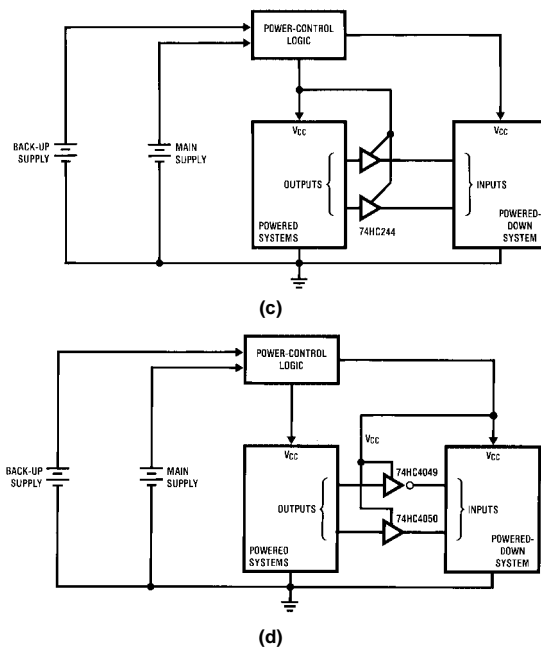 POWER-CONTROL
LOGIC
BACK-UP
SUPPLY
MAIN
SUPPLY
VCC
OUTPUTS
POWERED
SYSTEMS
74HC244
VCC
INPUTS
POWERED-
DOWN
SYSTEM
(c)
POWER-CONTROL
LOGIC
BACK-UP
SUPPLY
MAIN
SUPPLY
VCC
OUTPUTS
POWERED
SYSTEMS
VCC
74HC4049
74HC4050
VCC
INPUTS
POWERED-
DOWN
SYSTEM
(d)